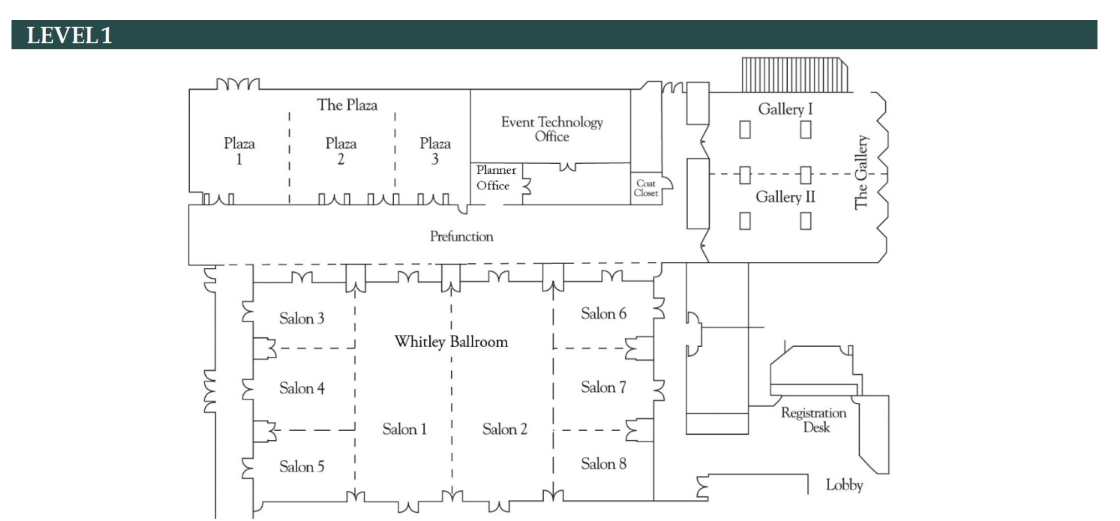 LEVEL 1
The Plaza
Plaza
1
Plaza
2
Plaza
3
Event Technology
Office
Planner
Office
Coat
Closet
Gallery I
The Gallery
Gallery II
Prefunction
Salon 3
Salon 6
Whitley Ballroom
Salon 4
Salon 7
Salon 1
Salon 2
Salon 5
Salon 8
Registration
Desk
Lobby